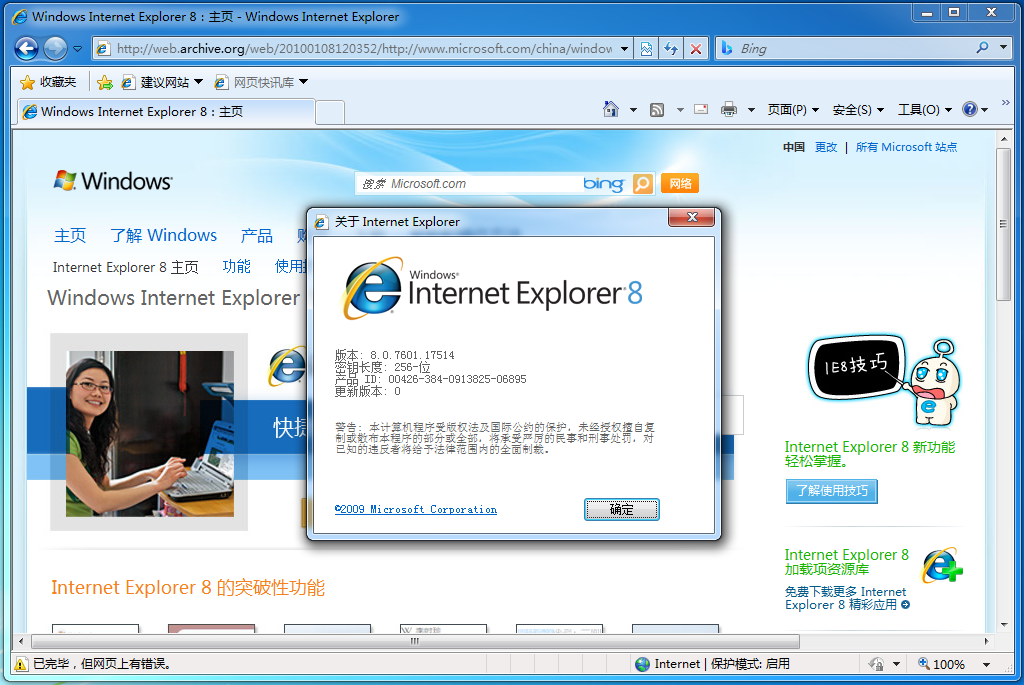 Windows Internet Explorer 8：主页 - Windows Internet Explorer
http://web.archive.org/web/20100108120352/http://www.microsoft.com/china/window
Bing
收藏夹
建议网站
网页快讯库
Windows Internet Explorer 8：主页
页面(P)
安全(S)
工具(O)
中国 更改 | 所有 Microsoft 站点
Windows
搜索 Microsoft.com
bing
网络
主页 了解 Windows 产品
Internet Explorer 8 主页 功能
Windows Internet Explorer
快
关于 Internet Explorer
Windows
Internet Explorer 8
版本: 8.0.7601.17514
密钥长度: 256-位
产品 ID: 00426-384-0913825-06895
更新版本: 0
警告: 本计算机程序受版权法及国际公约的保护，未经授权擅自复
制或散布本程序的部分或全部，将承受严厉的民事和刑事处罚，对
已知的违反者将给予法律范围内的全面制裁。
©2009 Microsoft Corporation
确定
IE8技巧
Internet Explorer 8 新功能
轻松掌握。
了解使用技巧
Internet Explorer 8
加载项资源库
免费下载更多 Internet
Explorer 8 精彩应用
Internet Explorer 8 的突破性功能
已完毕，但网页上有错误。
Internet | 保护模式: 启用
100%